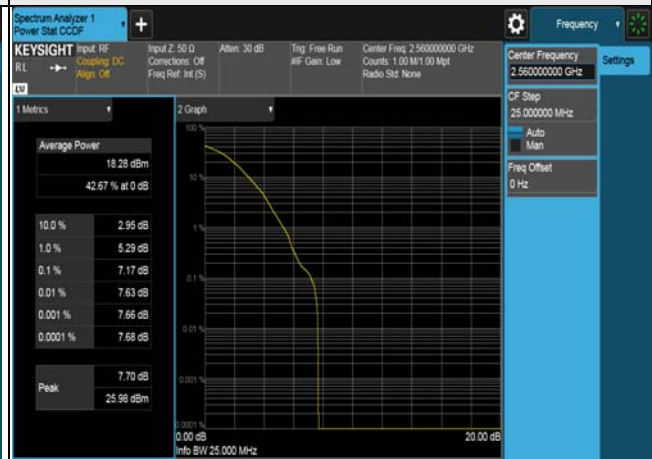 Spectrum Analyzer 1
Power Stat CCDF
+
Frequency
KEYSIGHT
RL
LXI
Input: RF
Coupling: DC
Align: Off
Input Z: 50 Ω
Corrections: Off
Freq Ref: Int (S)
Atten: 30 dB
Trig: Free Run
#IF Gain: Low
Center Freq: 2.560000000 GHz
Counts: 1.00 M/1.00 Mpt
Radio Std: None
Center Frequency
2.560000000 GHz
Settings
CF Step
25.000000 MHz
Auto
Man
Freq Offset
0 Hz
1 Metrics
Average Power
18.28 dBm
42.67 % at 0 dB
10.0 % 2.95 dB
1.0 % 5.29 dB
0.1 % 7.17 dB
0.01 % 7.63 dB
0.001 % 7.66 dB
0.0001 % 7.68 dB
Peak
7.70 dB
25.98 dBm
2 Graph
100 %
10 %
1 %
0.1 %
0.01 %
0.001 %
0.0001 %
0.00 dB
20.00 dB
Info BW 25.000 MHz